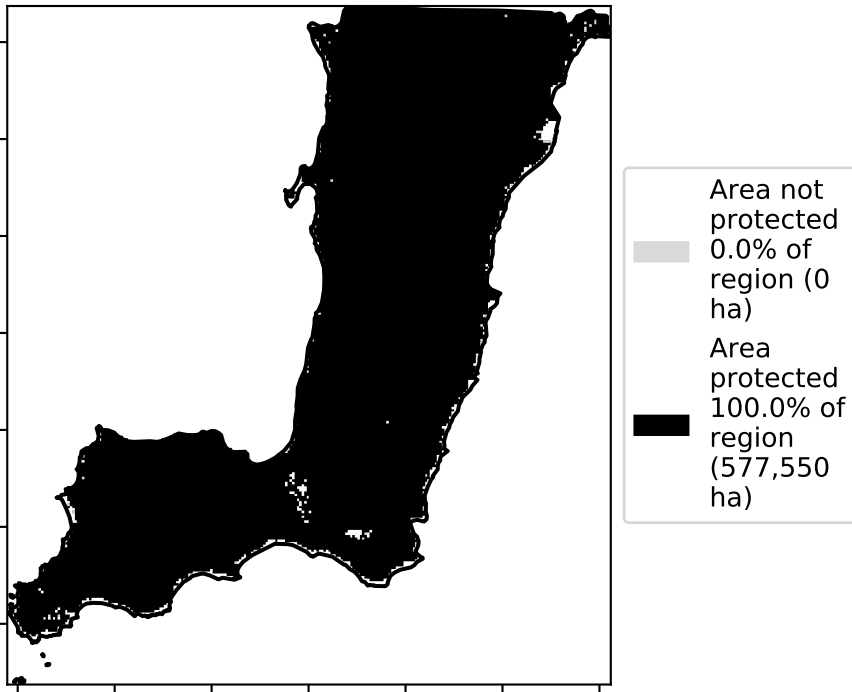 Area not
protected
0.0% of
region (0
ha)
Area
protected
100.0% of
region
(577,550
ha)